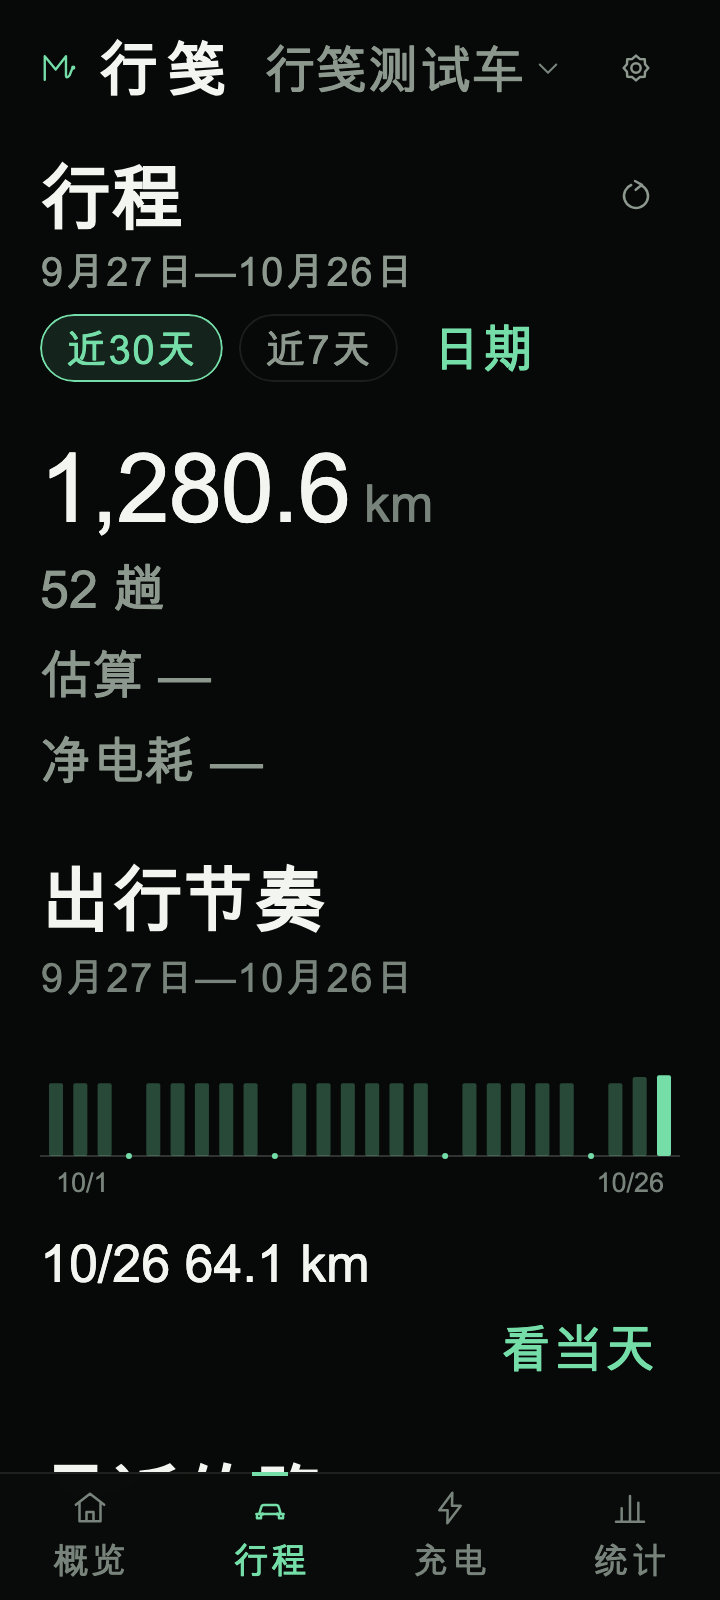 行笺 行笺测试车
行程
9月27日—10月26日
近30天 近7天 日期
1,280.6 km
52 趟
估算 —
净电耗 —
出行节奏
9月27日—10月26日
10/1 10/26
10/26 64.1 km
看当天
概览 行程 充电 统计